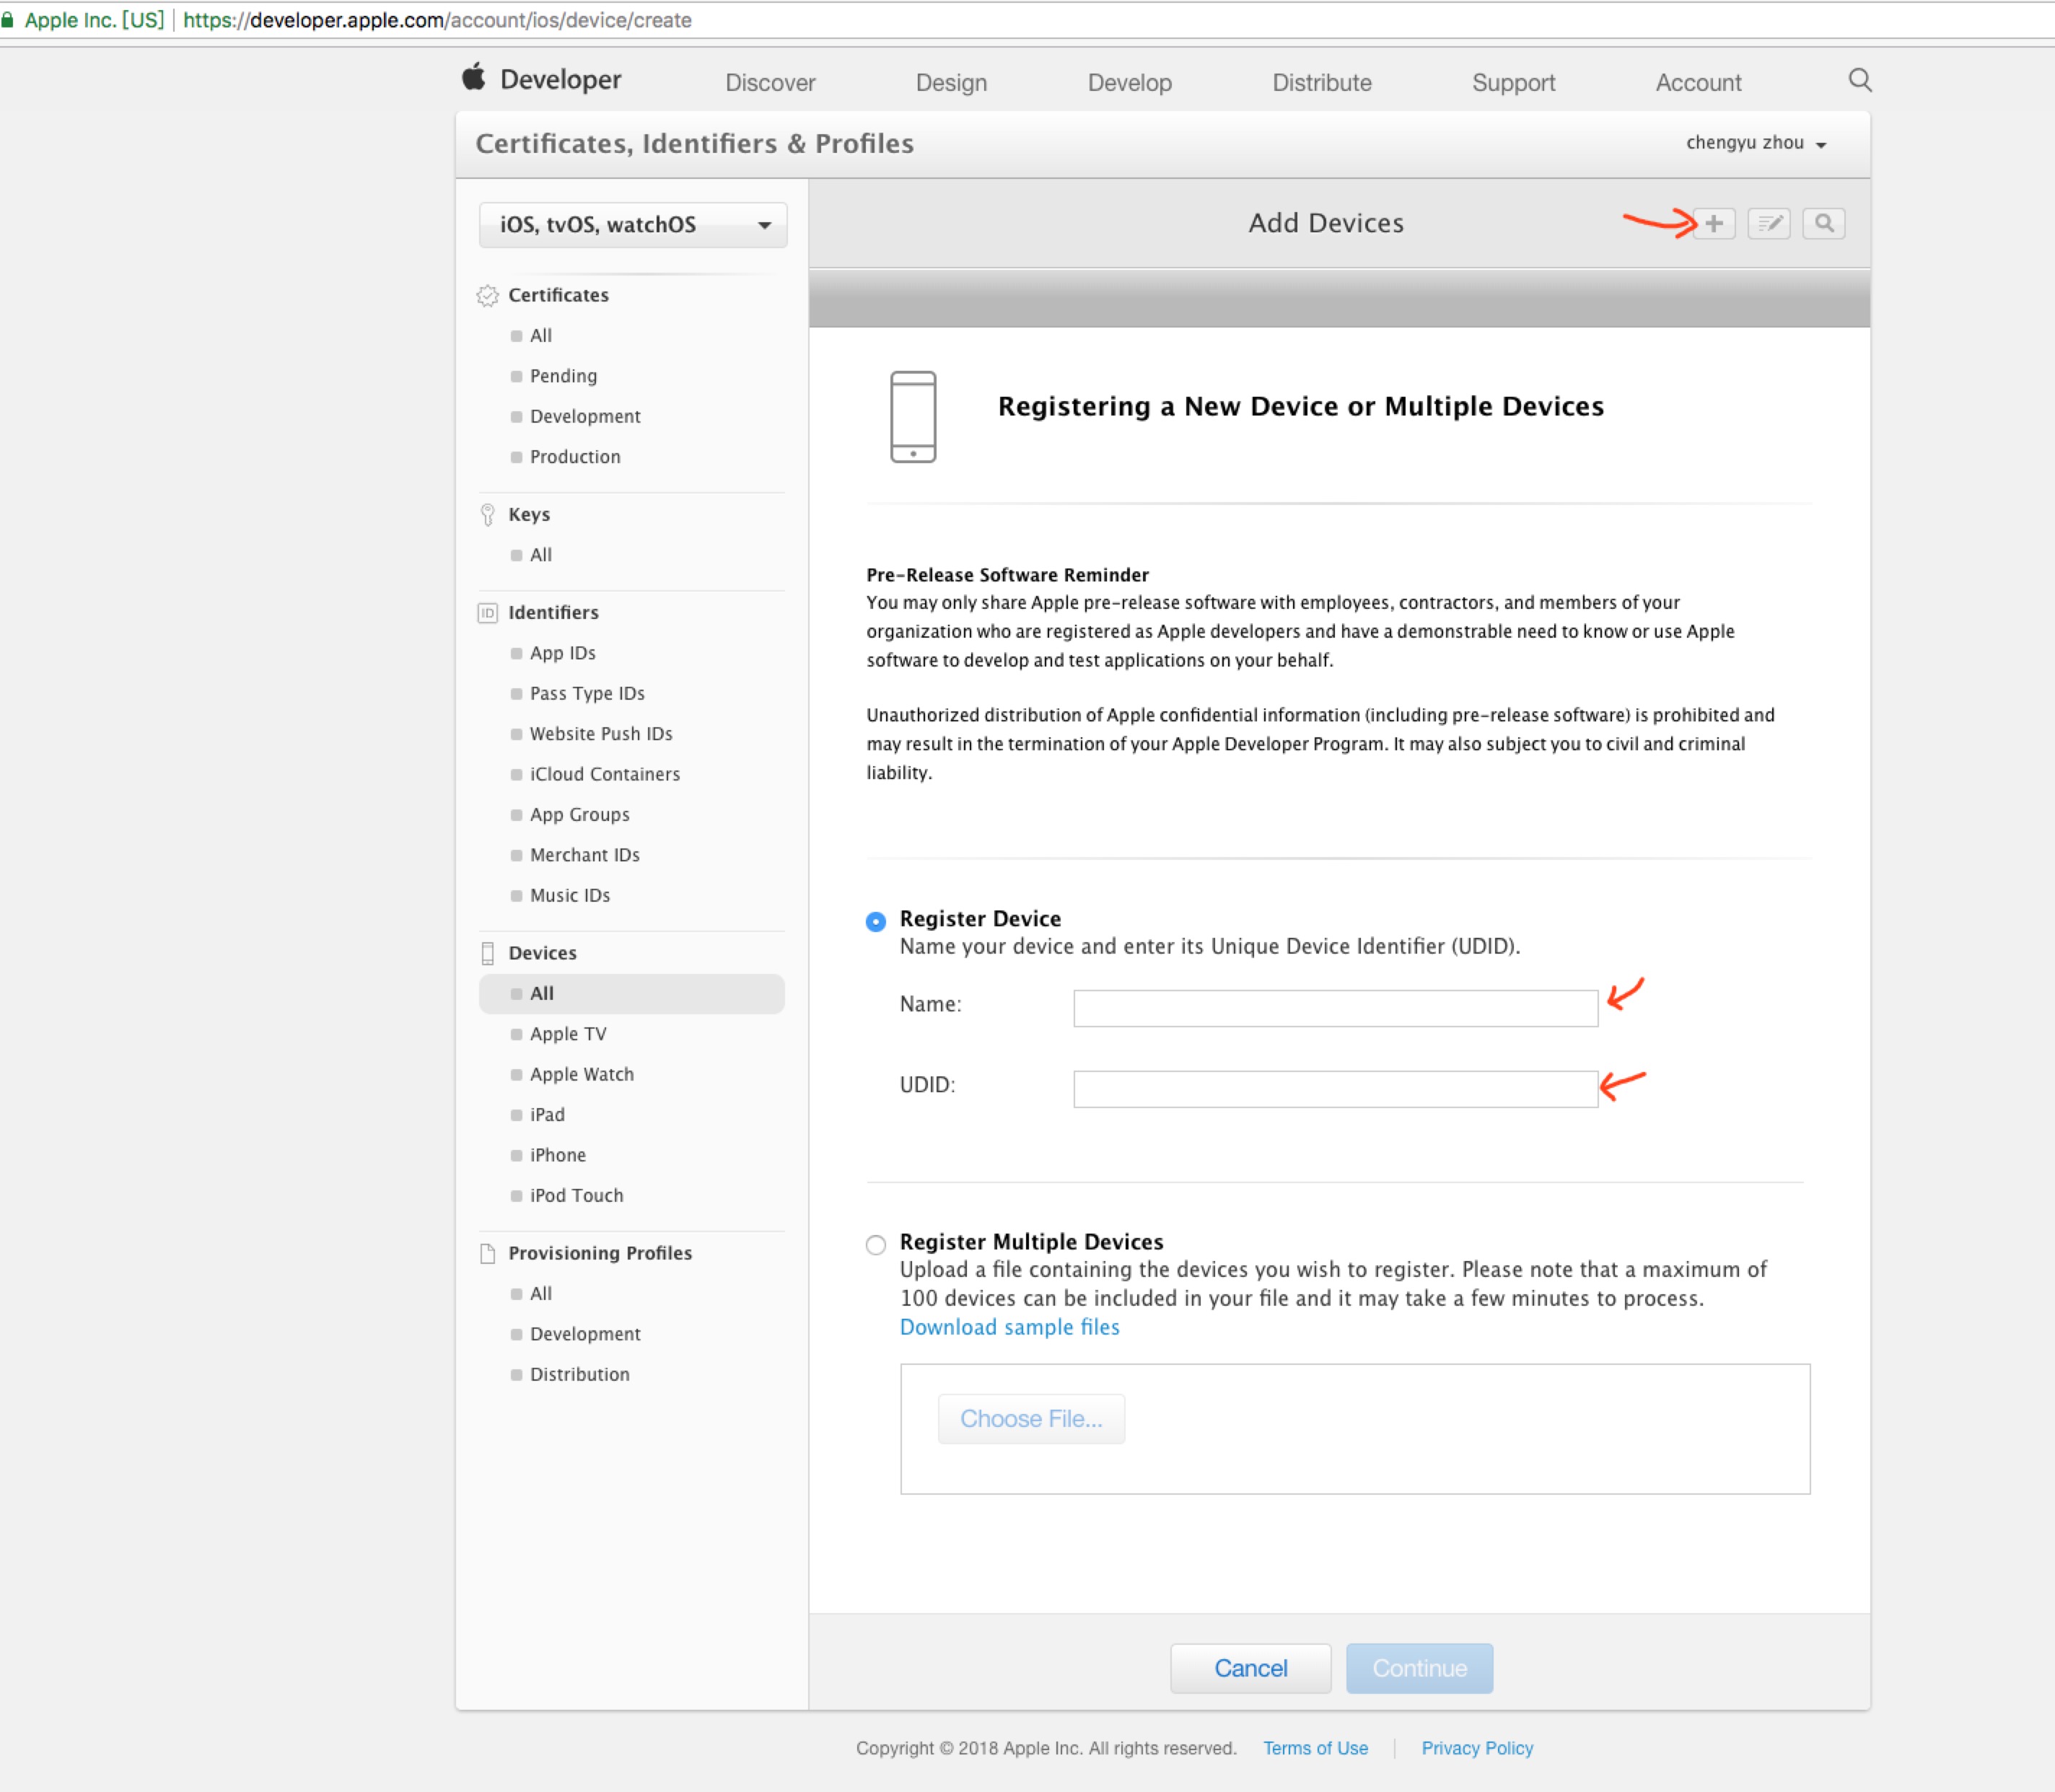 Apple Inc. [US] https://developer.apple.com/account/ios/device/create
Developer Discover Design Develop Distribute Support Account
Certificates, Identifiers & Profiles
chengyu zhou
iOS, tvOS, watchOS
Certificates
All
Pending
Development
Production
Keys
All
ID Identifiers
App IDs
Pass Type IDs
Website Push IDs
iCloud Containers
App Groups
Merchant IDs
Music IDs
Devices
All
Apple TV
Apple Watch
iPad
iPhone
iPod Touch
Provisioning Profiles
All
Development
Distribution
Add Devices
Registering a New Device or Multiple Devices
Pre-Release Software Reminder
You may only share Apple pre-release software with employees, contractors, and members of your
organization who are registered as Apple developers and have a demonstrable need to know or use Apple
software to develop and test applications on your behalf.
Unauthorized distribution of Apple confidential information (including pre-release software) is prohibited and
may result in the termination of your Apple Developer Program. It may also subject you to civil and criminal
liability.
Register Device
Name your device and enter its Unique Device Identifier (UDID).
Name:
UDID:
Register Multiple Devices
Upload a file containing the devices you wish to register. Please note that a maximum of
100 devices can be included in your file and it may take a few minutes to process.
Download sample files
Choose File...
Cancel Continue
Copyright © 2018 Apple Inc. All rights reserved. Terms of Use Privacy Policy